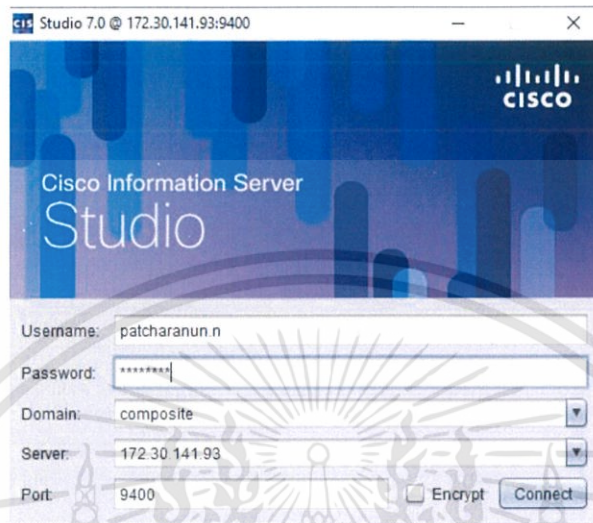 CIS Studio 7.0 @ 172.30.141.93:9400
CISCO
Cisco Information Server
Studio
Username: patcharanun.n
Password: ********
Domain: composite
Server: 172.30.141.93
Port: 9400 Encrypt Connect